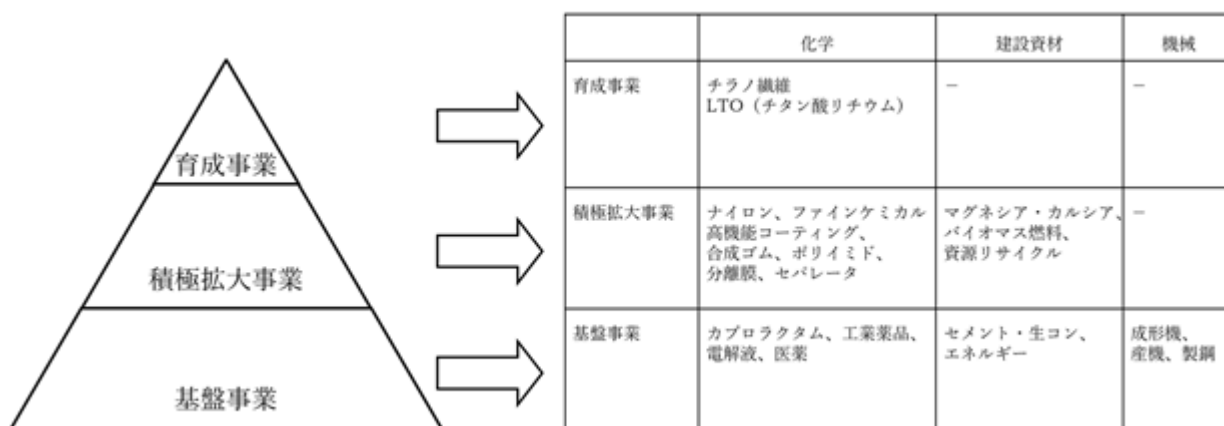 育成事業
積極拡大事業
基盤事業
化学
建設資材
機械
育成事業
チラノ繊維
LTO（チタン酸リチウム）
－
－
積極拡大事業
ナイロン、ファインケミカル
高機能コーティング、
合成ゴム、ポリイミド、
分離膜、セパレータ
マグネシア・カルシア、
バイオマス燃料、
資源リサイクル
－
基盤事業
カプロラクタム、工業薬品、
電解液、医薬
セメント・生コン、
エネルギー
成形機、
産機、製鋼